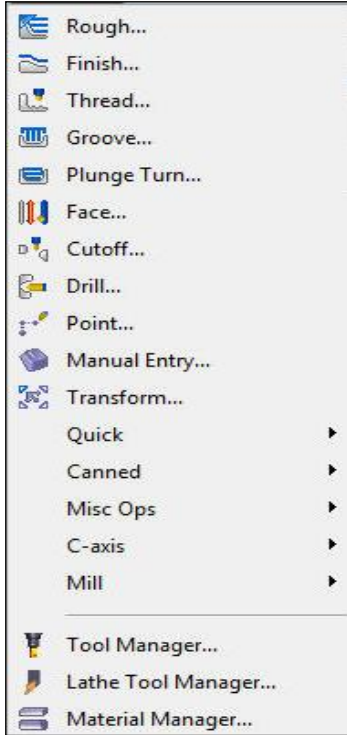 Rough...
Finish...
Thread...
Groove...
Plunge Turn...
Face...
Cutoff...
Drill...
Point...
Manual Entry...
Transform...
Quick
Canned
Misc Ops
C-axis
Mill
Tool Manager...
Lathe Tool Manager...
Material Manager...